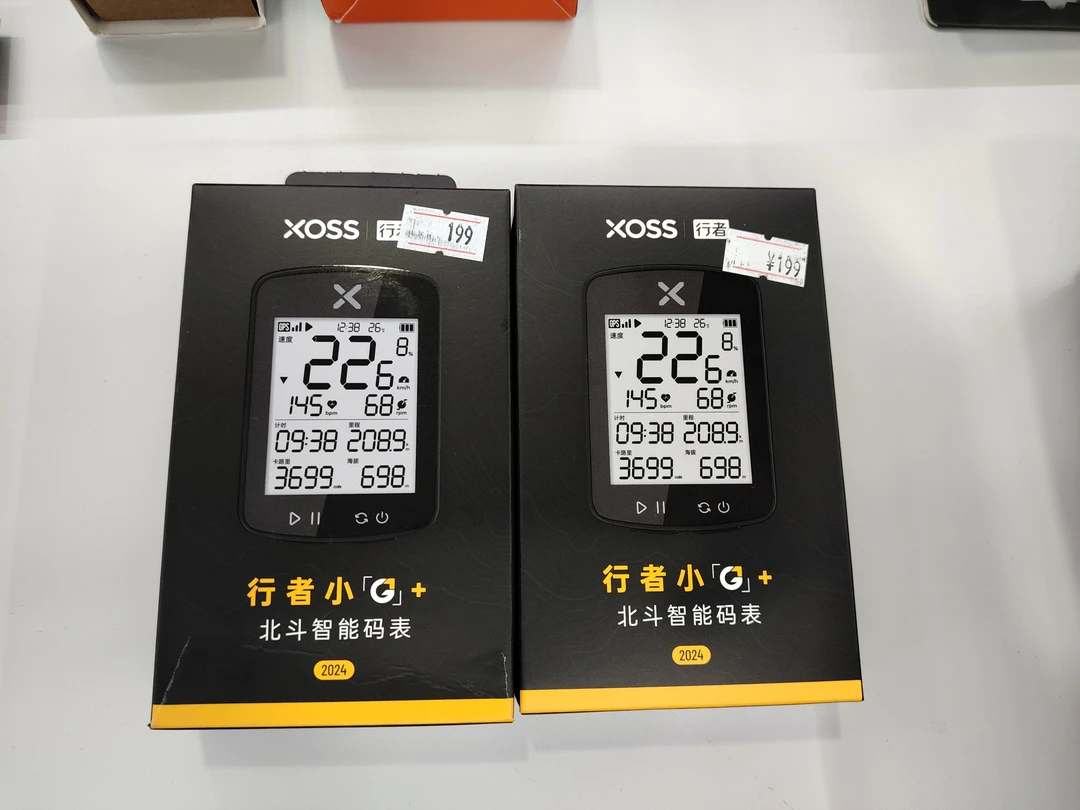 XOSS 行者
199
X
GPS 12:38 26℃
速度
22.6 8%
km/h
145 bpm 68 rpm
计时 里程
09:38 208.9 km
卡路里 海拔
3699 698 m
行者小「G」+
北斗智能码表
2024
XOSS 行者
¥199
X
GPS 12:38 26℃
速度
22.6 8%
km/h
145 bpm 68 rpm
计时 里程
09:38 208.9 km
卡路里 海拔
3699 698 m
行者小「G」+
北斗智能码表
2024